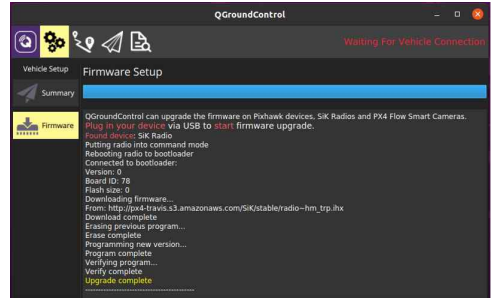 QGroundControl
Waiting For Vehicle Connection
Vehicle Setup
Firmware Setup
Summary
Firmware
QGroundControl can upgrade the firmware on Pixhawk devices, SiK Radios and PX4 Flow Smart Cameras.
Plug in your device via USB to start firmware upgrade.
Found device: SiK Radio
Putting radio into command mode
Rebooting radio to bootloader
Connected to bootloader:
Version: 0
Board ID: 78
Flash size: 0
Downloading firmware...
From: http://px4-travis.s3.amazonaws.com/SiK/stable/radio~hm_trp.ihx
Download complete
Erasing previous program...
Erase complete
Programming new version...
Program complete
Verifying program...
Verify complete
Upgrade complete
------------------------------------------